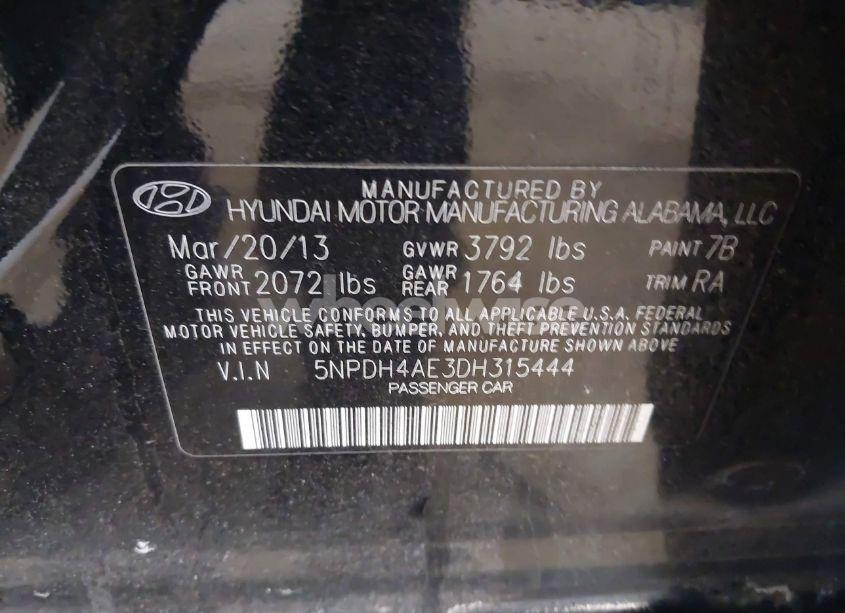 MANUFACTURED BY
HYUNDAI MOTOR MANUFACTURING ALABAMA, LLC
Mar/20/13 GVWR 3792 lbs PAINT 7B
GAWR FRONT 2072 lbs GAWR REAR 1764 lbs TRIM RA
THIS VEHICLE CONFORMS TO ALL APPLICABLE U.S.A. FEDERAL
MOTOR VEHICLE SAFETY, BUMPER, AND THEFT PREVENTION STANDARDS
IN EFFECT ON THE DATE OF MANUFACTURE SHOWN ABOVE
V.I.N 5NPDH4AE3DH315444
PASSENGER CAR